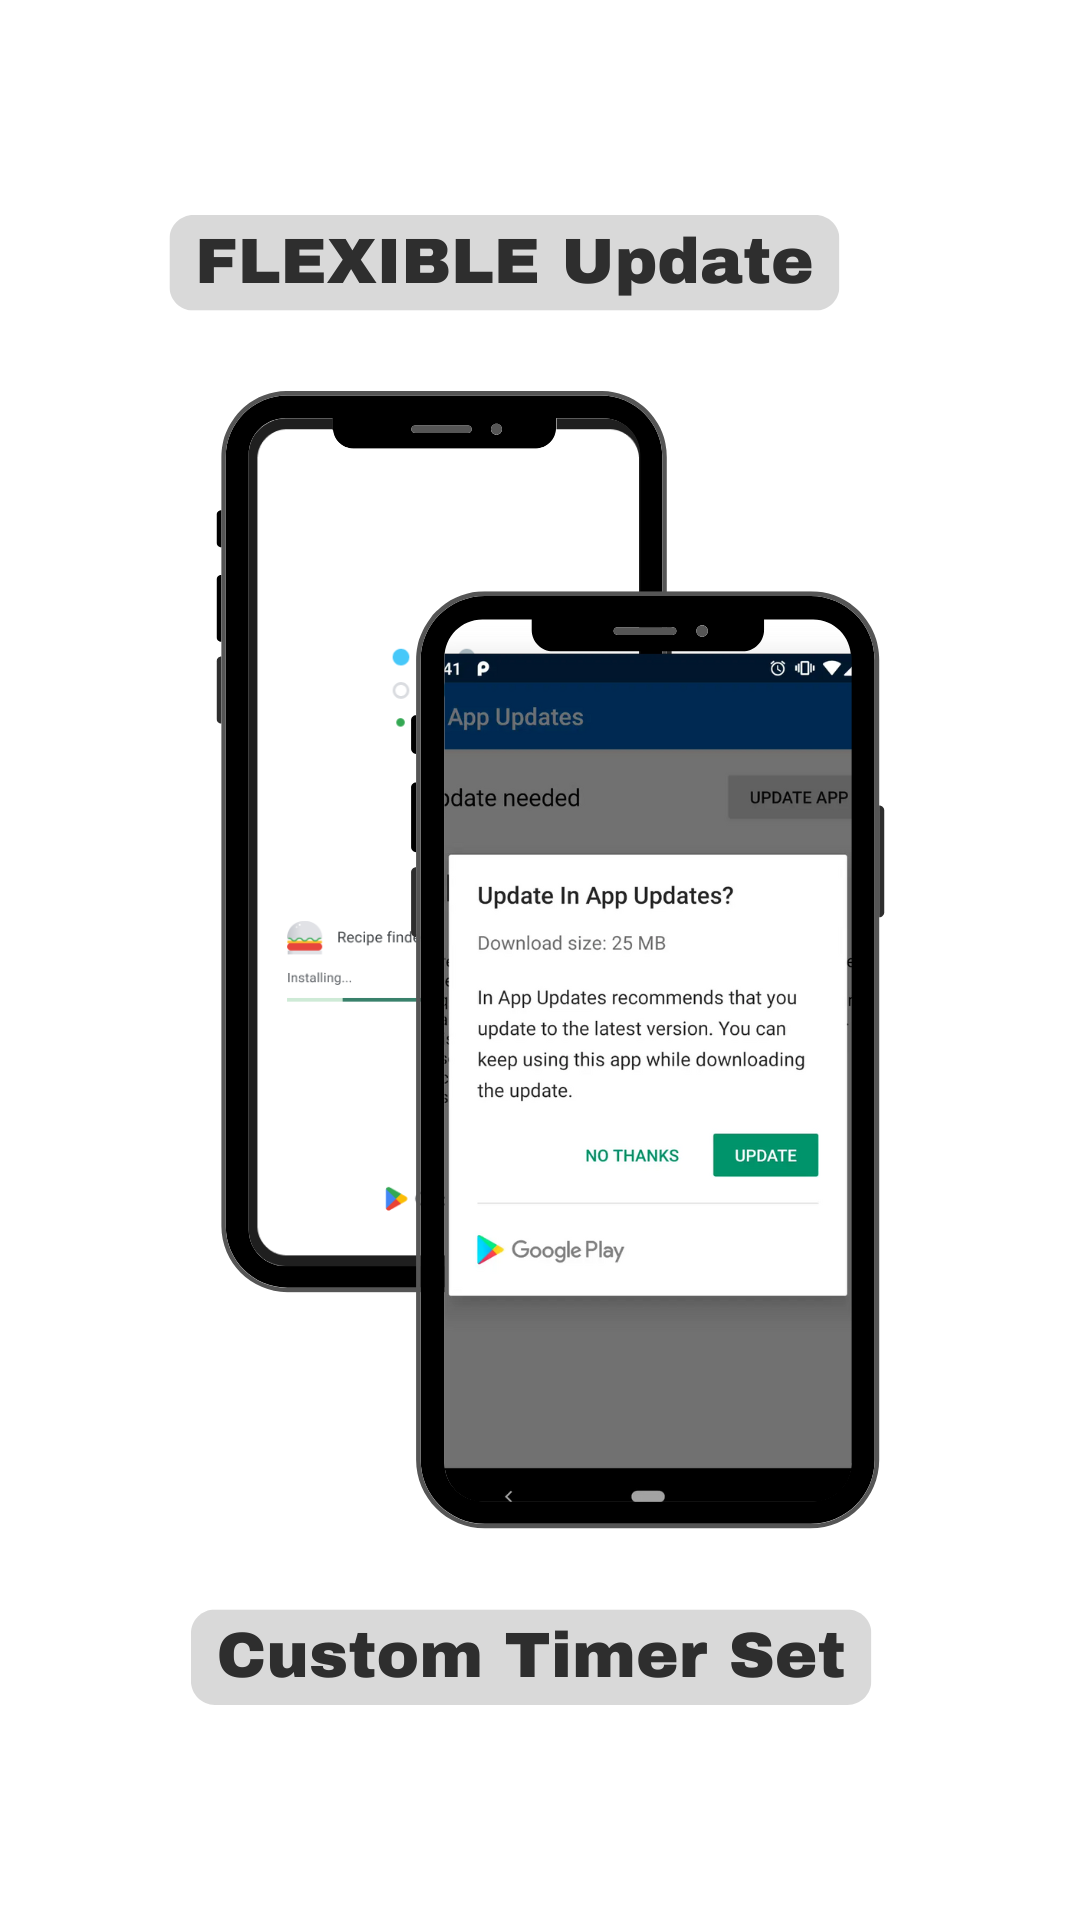 FLEXIBLE Update
41
App Updates
needed
UPDATE APP
Update In App Updates?
Download size: 25 MB
In App Updates recommends that you
update to the latest version. You can
keep using this app while downloading
the update.
NO THANKS
UPDATE
Google Play
Recipe
Installing...
Custom Timer Set